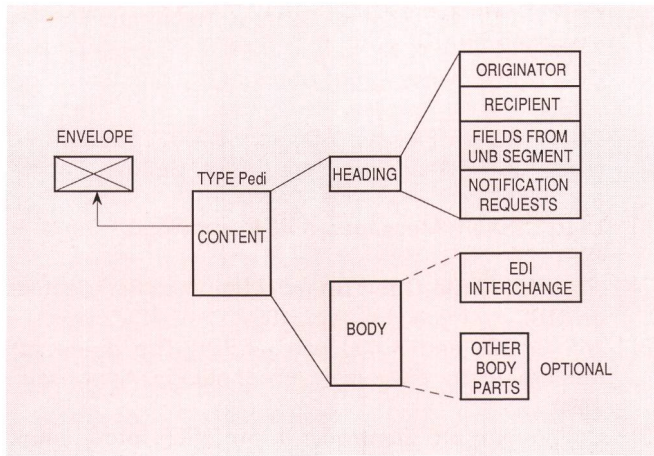 ORIGINATOR
RECIPIENT
FIELDS FROM
UNB SEGMENT
NOTIFICATION
REQUESTS
ENVELOPE
TYPE Pedi
HEADING
CONTENT
EDI
INTERCHANGE
BODY
OTHER
BODY
PARTS
OPTIONAL